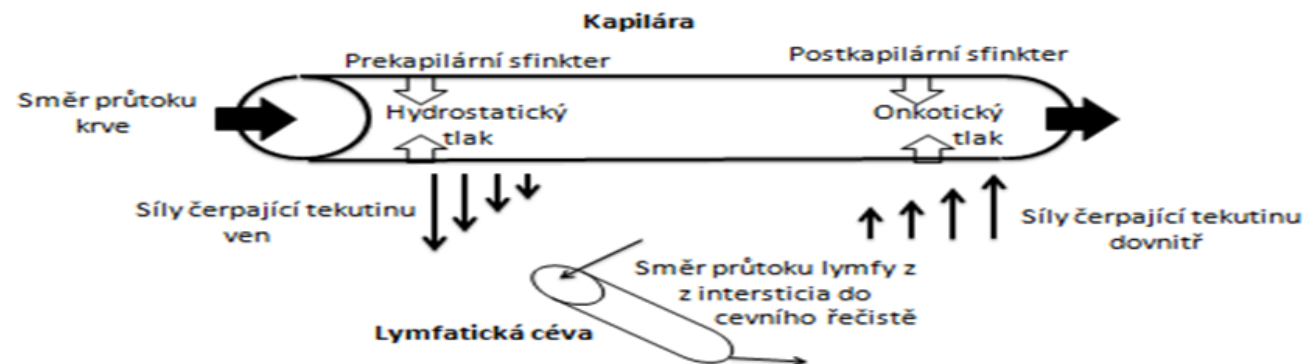 Kapilára
Prekapilární sfinkter
Postkapilární sfinkter
Směr průtoku
krve
Hydrostatický
tlak
Onkotický
tlak
Síly čerpající tekutinu
ven
Síly čerpající tekutinu
dovnitř
Směr průtoku lymfy z
z intersticia do
cevního řečistě
Lymfatická céva